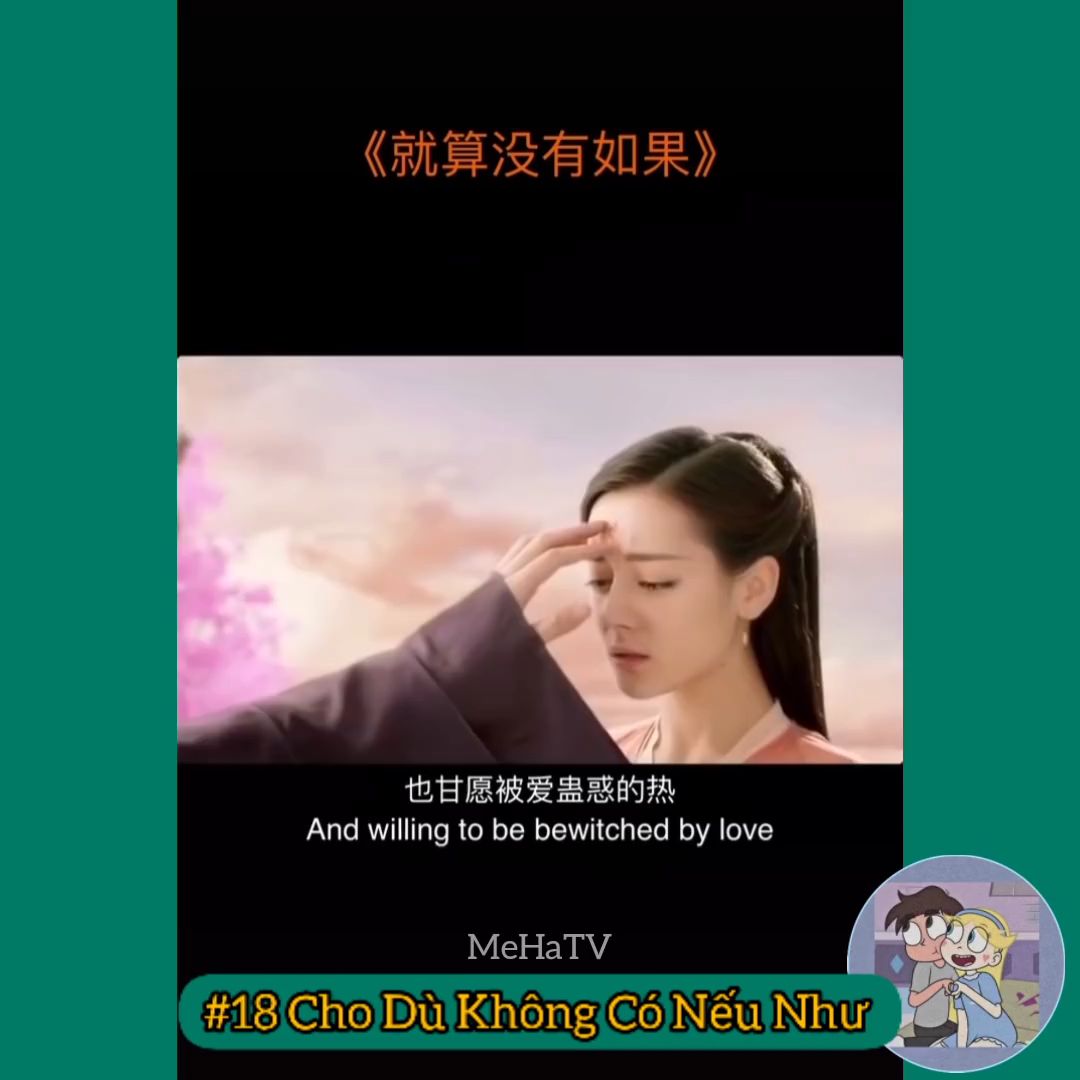 《就算没有如果》
也甘愿被爱蛊惑的热
And willing to be bewitched by love
MeHaTV
#18 Cho Dù Không Có Nếu Như